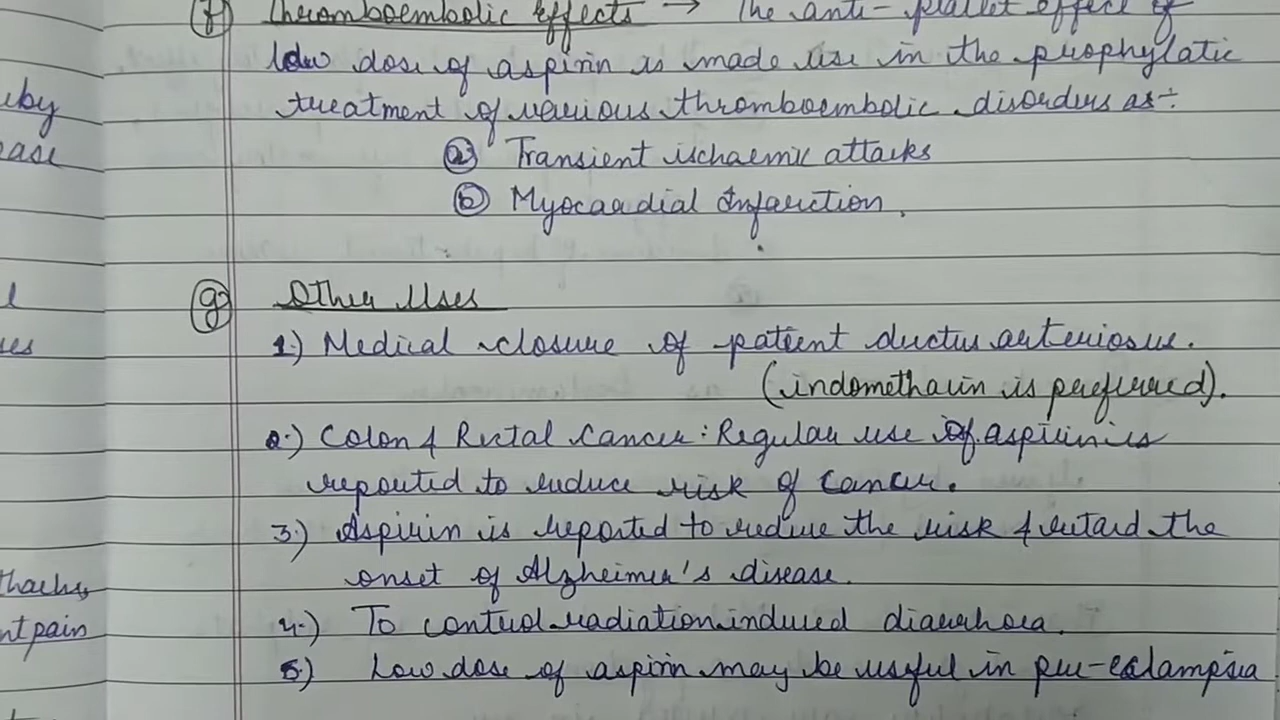 (f) Thromboembolic effects → The anti-platlet effect of
low dose of aspirin is made use in the prophylatic
treatment of various thromboembolic disorders as :-
(a) Transient ischaemic attacks
(b) Myocardial Infarction.
(g) Other Uses
1.) Medical closure of patient ductus arteriosus.
(indomethacin is preferred).
2.) Colon & Rectal Cancer : Regular use of aspirin is
reported to reduce risk of cancer.
3.) Aspirin is reported to reduce the risk & retard the
onset of Alzheimer's disease.
4.) To control radiation induced diarrhoea.
5.) Low dose of aspirin may be useful in pre-eclampsia